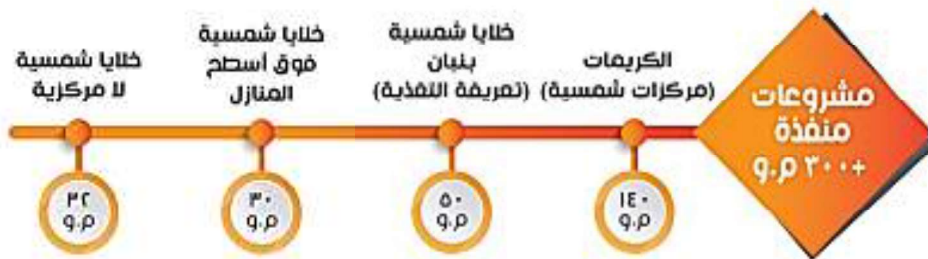 مشروعات
منفذة
+٣٠٠ م.و
الكريمات
(مركزات شمسية)
١٤٠
م.و
خلايا شمسية
بنبان
(تعريفة التغذية)
٥٠
م.و
خلايا شمسية
فوق أسطح
المنازل
٣٠
م.و
خلايا شمسية
لا مركزية
٣٢
م.و